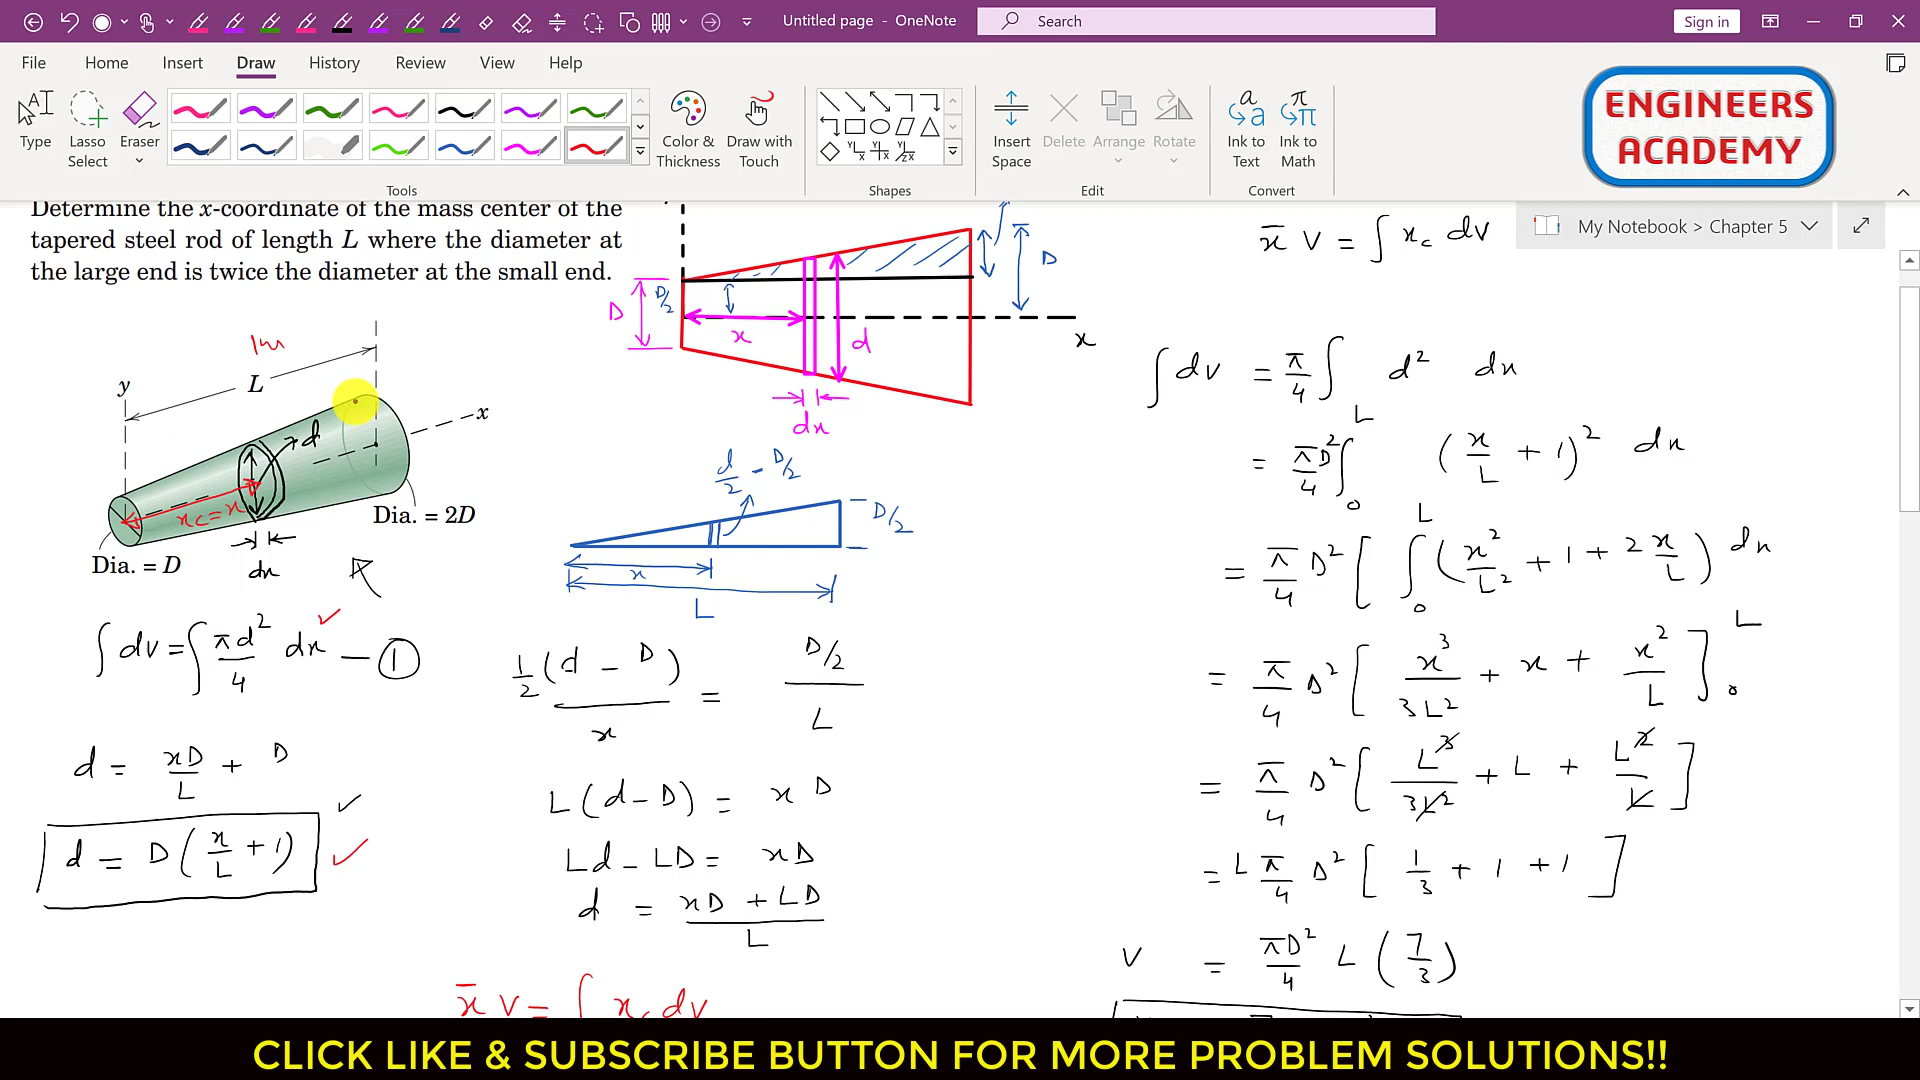 Untitled page - OneNote
Search
Sign in
File Home Insert Draw History Review View Help
Type
Lasso Select
Eraser
Color & Thickness
Draw with Touch
Insert Space
Delete
Arrange
Rotate
Ink to Text
Ink to Math
Tools
Shapes
Edit
Convert
ENGINEERS
ACADEMY
My Notebook > Chapter 5
Determine the x-coordinate of the mass center of the
tapered steel rod of length L where the diameter at
the large end is twice the diameter at the small end.
1m
L
y
x
d
x_c = x
Dia. = 2D
Dia. = D
dx
∫ dv = ∫ πd²/4 dx — ①
d = xD/L + D
d = D(x/L + 1)
D
D/2
x
d
D
x
dx
d/2 - D/2
D/2
x
L
½(d - D)/x = D/2/L
L(d - D) = xD
Ld - LD = xD
d = xD + LD/L
x̄ V = ∫ x_c dv
x̄ V = ∫ x_c dv
∫ dv = π/4 ∫ d² dx
= πD²/4 ∫₀ᴸ (x/L + 1)² dx
= π/4 D² [ ∫₀ᴸ (x²/L² + 1 + 2x/L) dx
= π/4 D² [ x³/3L² + x + x²/L ]₀ᴸ
= π/4 D² [ L³/3L² + L + L²/L ]
= L π/4 D² [ 1/3 + 1 + 1 ]
V = πD²/4 L (7/3)
CLICK LIKE & SUBSCRIBE BUTTON FOR MORE PROBLEM SOLUTIONS!!